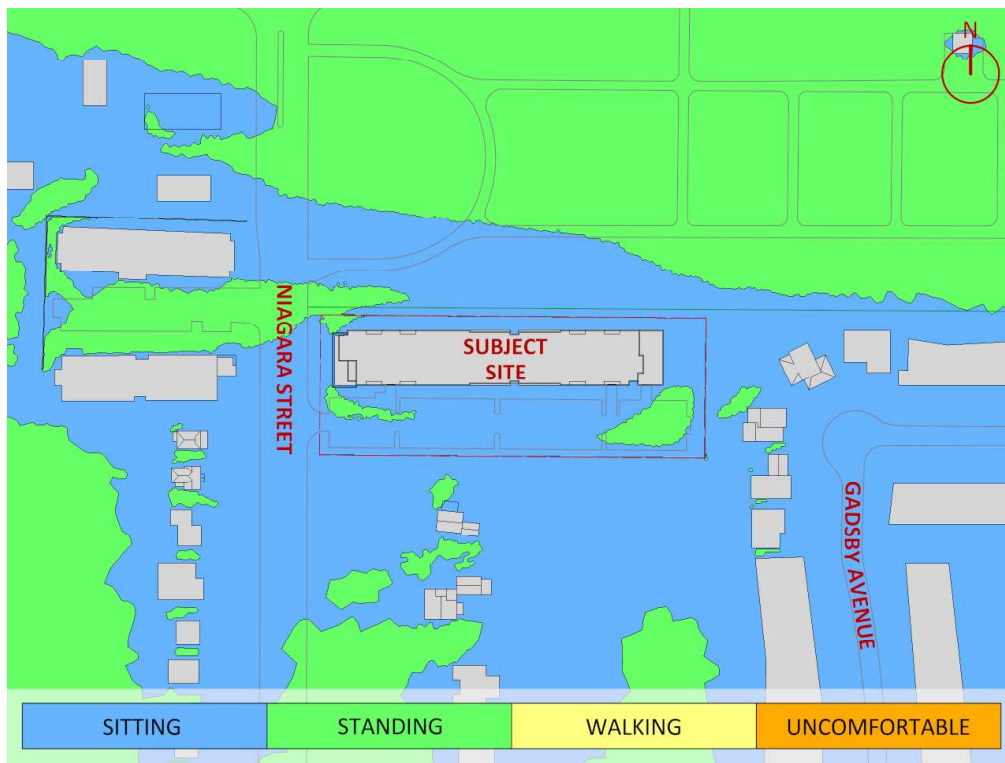 N
NIAGARA STREET
SUBJECT
SITE
GADSBY AVENUE
SITTING
STANDING
WALKING
UNCOMFORTABLE